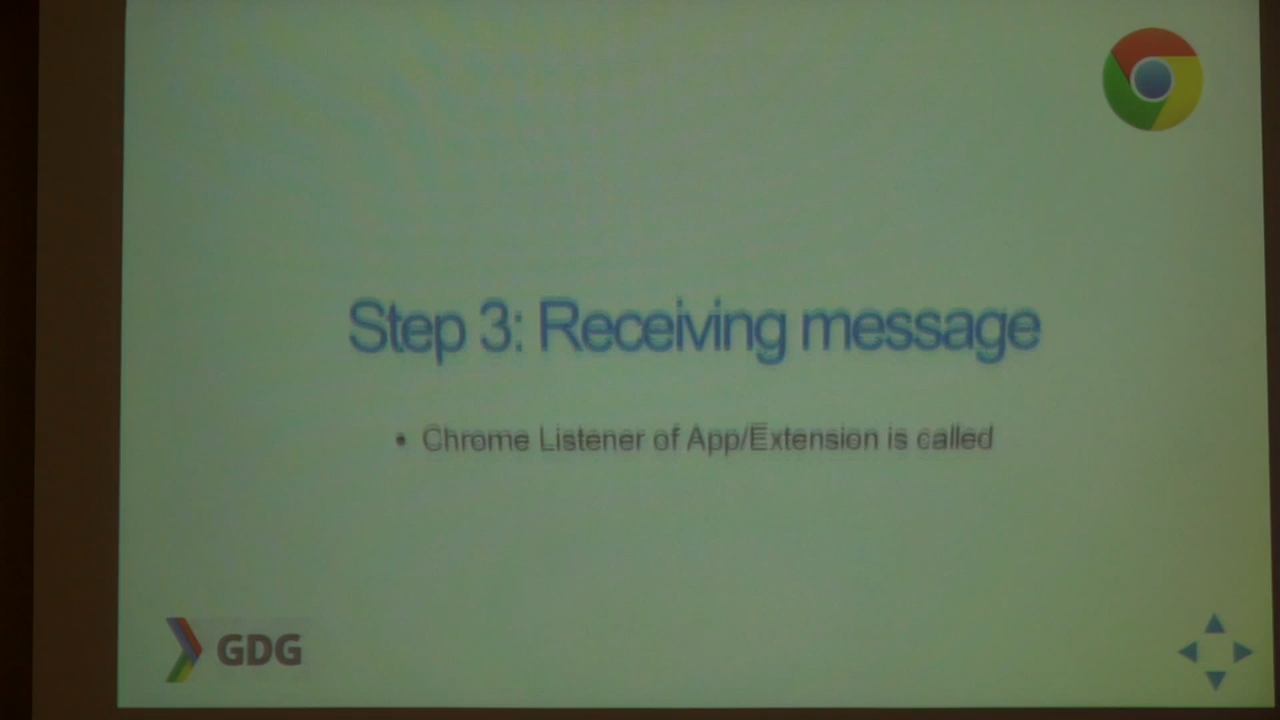 Step 3: Receiving message
• Chrome Listener of App/Extension is called
GDG